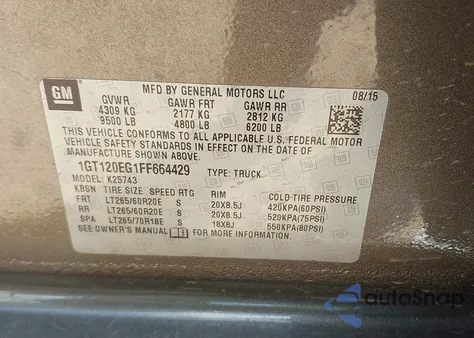 GM
MFD BY GENERAL MOTORS LLC
08/15
GVWR GAWR FRT GAWR RR
4309 KG 2177 KG 2812 KG
9500 LB 4800 LB 6200 LB
THIS VEHICLE CONFORMS TO ALL APPLICABLE U.S. FEDERAL MOTOR
VEHICLE SAFETY STANDARDS IN EFFECT ON THE DATE OF
MANUFACTURE SHOWN ABOVE.
1GT120EG1FF664429 TYPE: TRUCK
MODEL: K25743
KBSN TIRE SIZE SPEED RTG RIM COLD TIRE PRESSURE
FRT LT265/60R20E S 20X8.5J 420KPA(60PSI)
RR LT265/60R20E S 20X8.5J 520KPA(75PSI)
SPA LT265/70R18E S 18X8J 550KPA(80PSI)
SEE OWNER'S MANUAL FOR MORE INFORMATION.
autoSnap